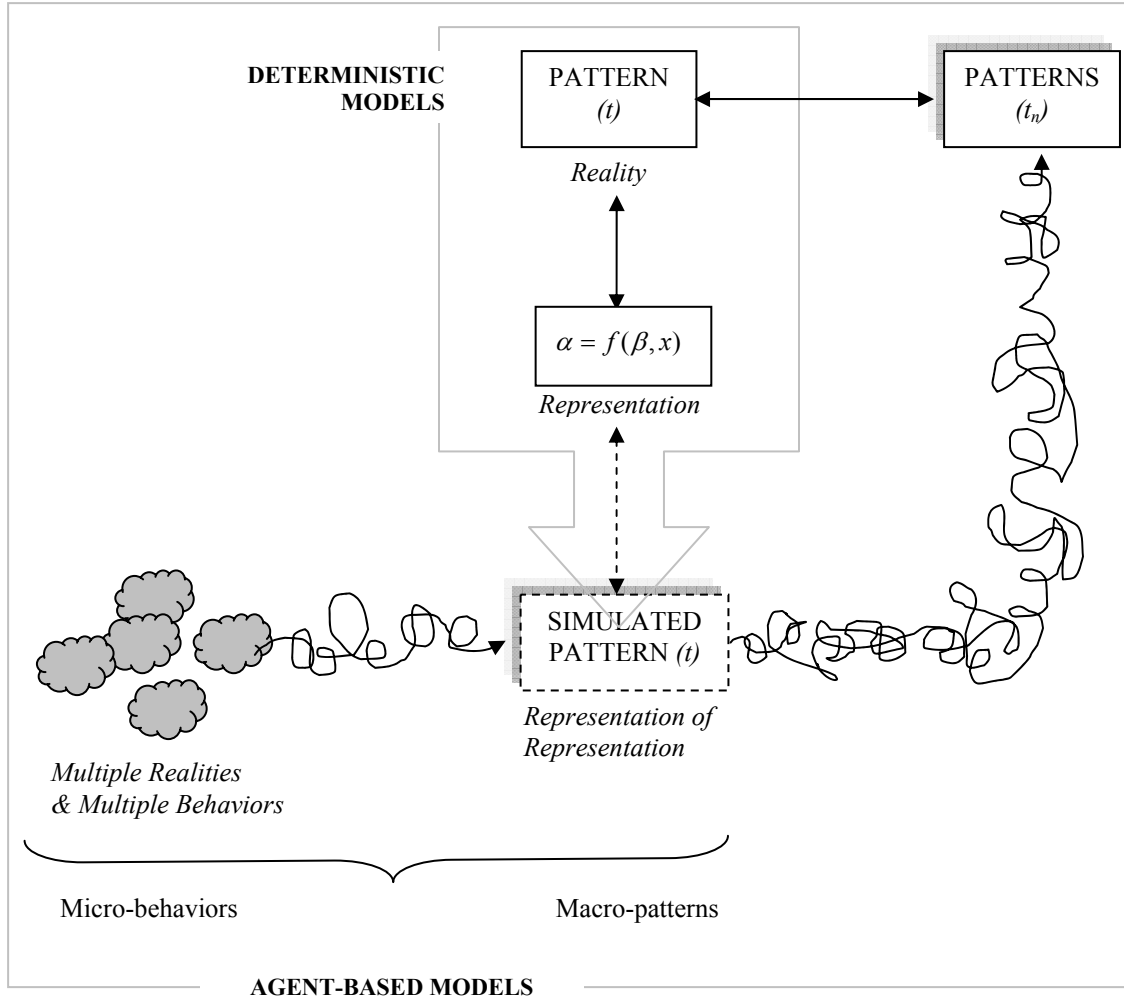 DETERMINISTIC
MODELS
PATTERN
(t)
Reality
PATTERNS
(tₙ)
α = f(β, x)
Representation
SIMULATED
PATTERN (t)
Representation of
Representation
Multiple Realities
& Multiple Behaviors
Micro-behaviors
Macro-patterns
AGENT-BASED MODELS